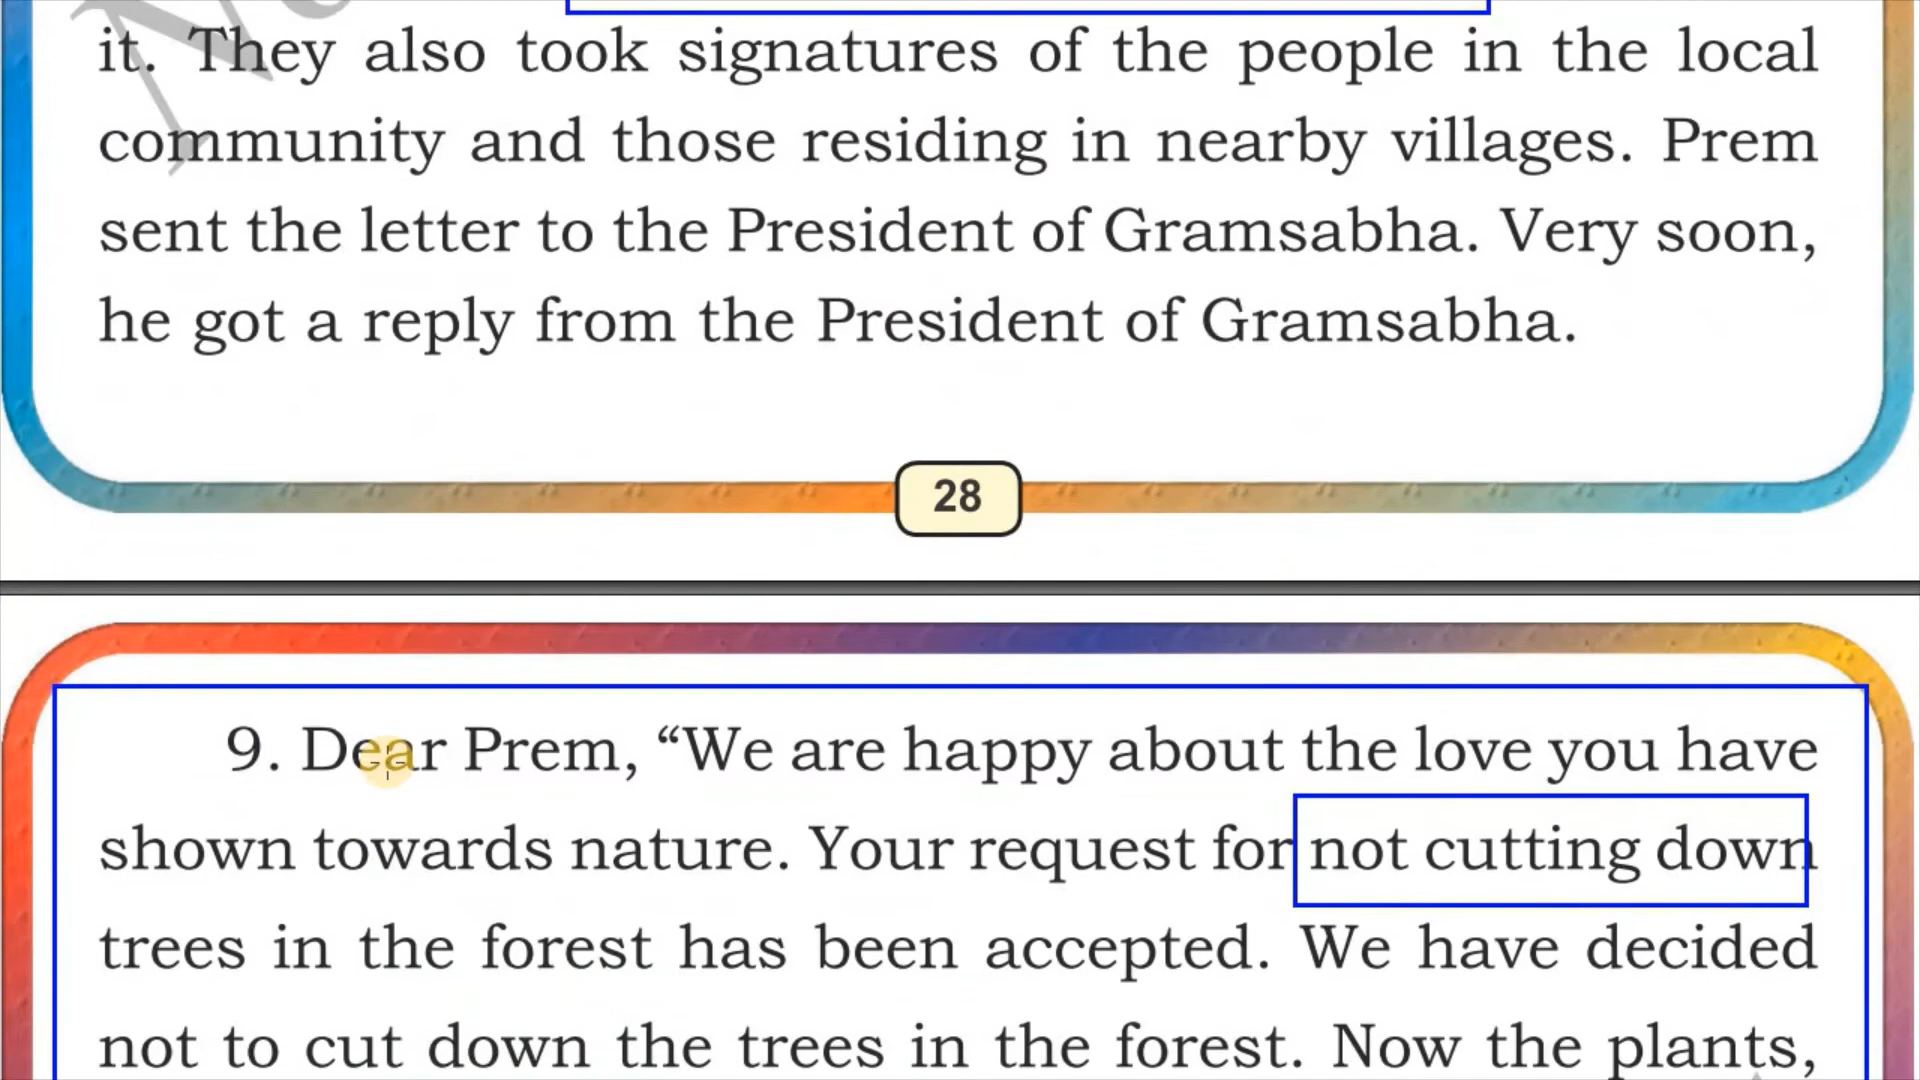 it. They also took signatures of the people in the local
community and those residing in nearby villages. Prem
sent the letter to the President of Gramsabha. Very soon,
he got a reply from the President of Gramsabha.
28
9. Dear Prem, “We are happy about the love you have
shown towards nature. Your request for not cutting down
trees in the forest has been accepted. We have decided
not to cut down the trees in the forest. Now the plants,